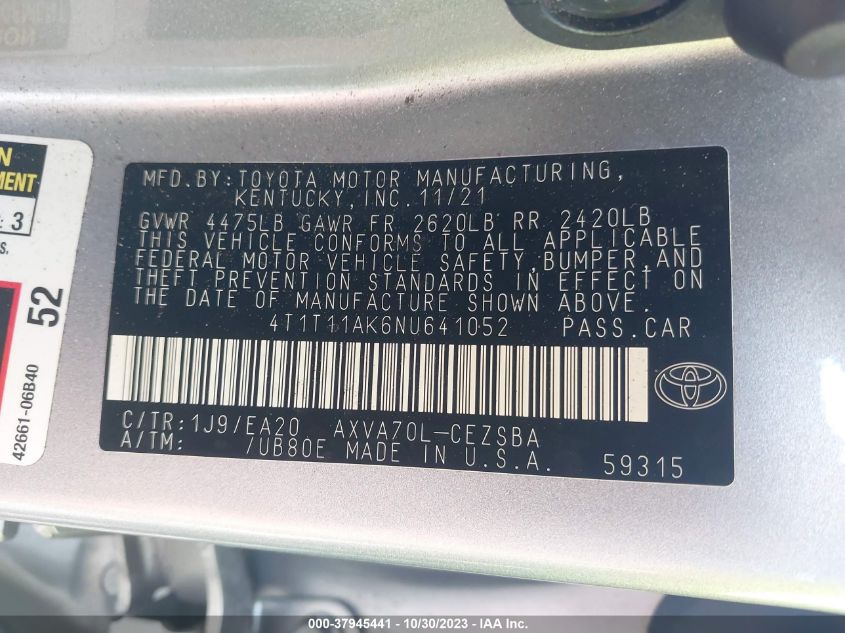 MFD.BY:TOYOTA MOTOR MANUFACTURING,
KENTUCKY,INC.11/21
GVWR 4475LB GAWR FR 2620LB RR 2420LB
THIS VEHICLE CONFORMS TO ALL APPLICABLE
FEDERAL MOTOR VEHICLE SAFETY,BUMPER,AND
THEFT PREVENTION STANDARDS IN EFFECT ON
THE DATE OF MANUFACTURE SHOWN ABOVE.
4T1T11AK6NU641052 PASS.CAR
C/TR:1J9/EA20 AXVA70L-CEZSBA
A/TM: /UB80E MADE IN U.S.A. 59315
3
52
42661-06B40
000-37945441 - 10/30/2023 - IAA Inc.